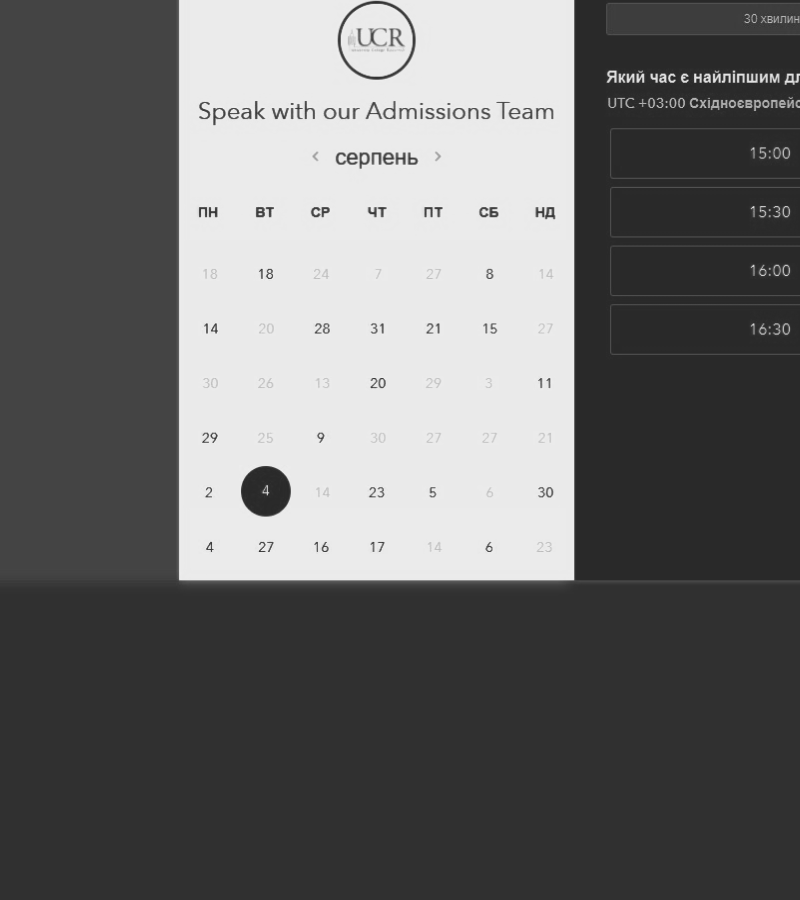 UCR
Speak with our Admissions Team
серпень
ПН ВТ СР ЧТ ПТ СБ НД
18 18 24 7 27 8 14
14 20 28 31 21 15 27
30 26 13 20 29 3 11
29 25 9 30 27 27 21
2 4 14 23 5 6 30
4 27 16 17 14 6 23
30 хвилин
Який час є найліпшим
UTC +03:00
15:00
15:30
16:00
16:30